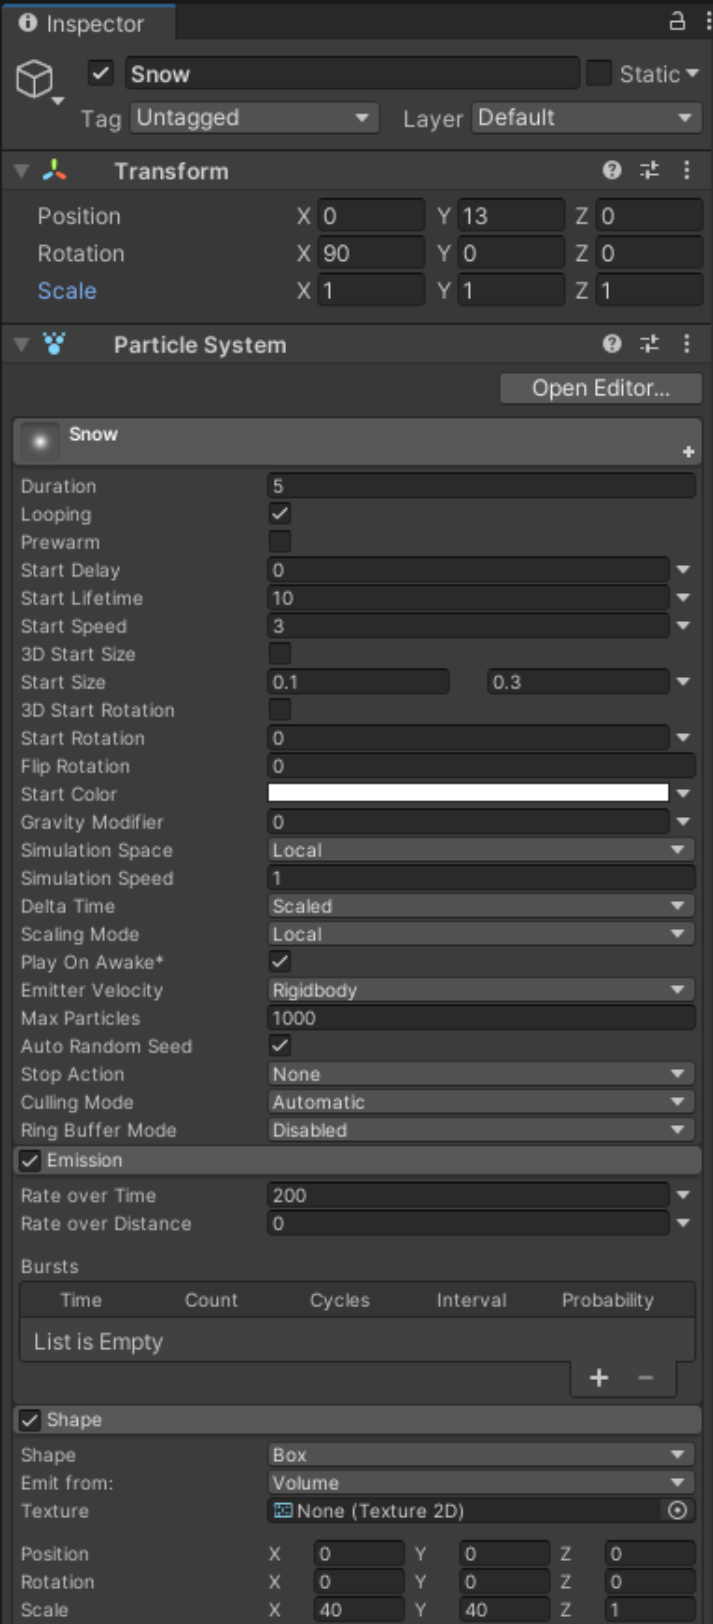 Inspector
Snow Static
Tag Untagged Layer Default
Transform
Position X 0 Y 13 Z 0
Rotation X 90 Y 0 Z 0
Scale X 1 Y 1 Z 1
Particle System
Open Editor...
Snow
Duration 5
Looping
Prewarm
Start Delay 0
Start Lifetime 10
Start Speed 3
3D Start Size
Start Size 0.1 0.3
3D Start Rotation
Start Rotation 0
Flip Rotation 0
Start Color
Gravity Modifier 0
Simulation Space Local
Simulation Speed 1
Delta Time Scaled
Scaling Mode Local
Play On Awake*
Emitter Velocity Rigidbody
Max Particles 1000
Auto Random Seed
Stop Action None
Culling Mode Automatic
Ring Buffer Mode Disabled
Emission
Rate over Time 200
Rate over Distance 0
Bursts
Time Count Cycles Interval Probability
List is Empty
+ −
Shape
Shape Box
Emit from: Volume
Texture None (Texture 2D)
Position X 0 Y 0 Z 0
Rotation X 0 Y 0 Z 0
Scale X 40 Y 40 Z 1